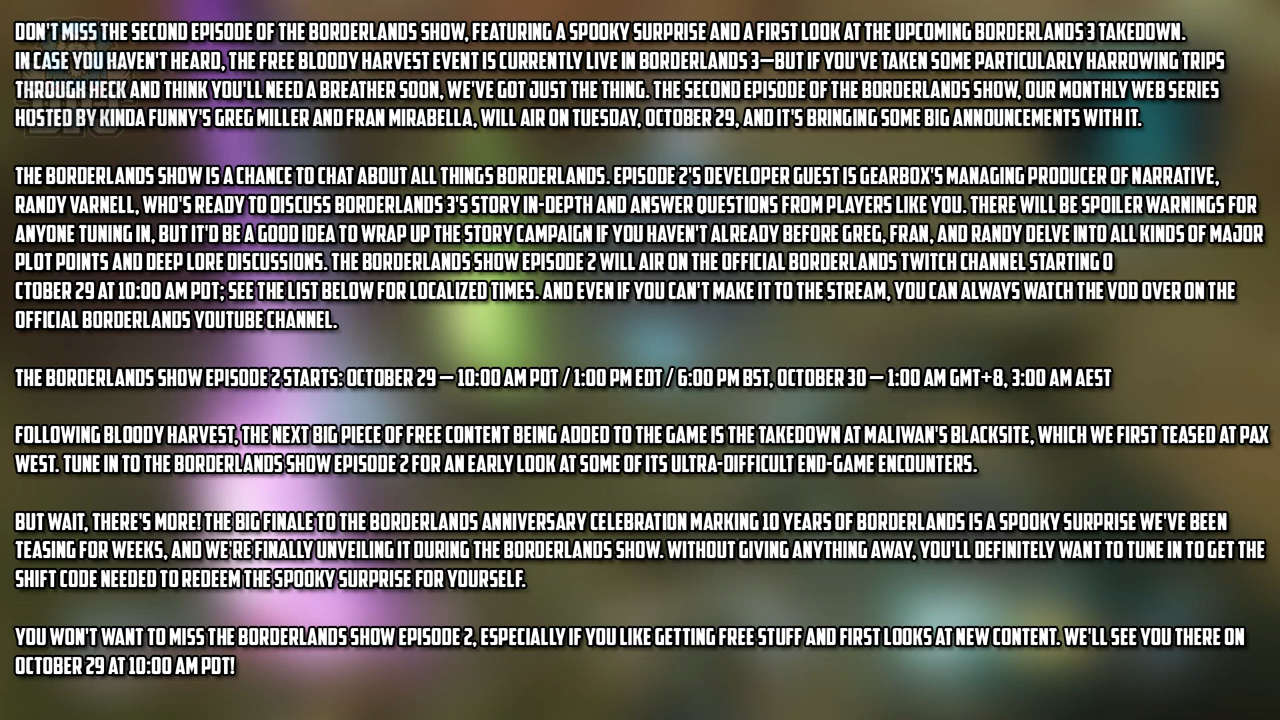 DON'T MISS THE SECOND EPISODE OF THE BORDERLANDS SHOW, FEATURING A SPOOKY SURPRISE AND A FIRST LOOK AT THE UPCOMING BORDERLANDS 3 TAKEDOWN.
IN CASE YOU HAVEN'T HEARD, THE FREE BLOODY HARVEST EVENT IS CURRENTLY LIVE IN BORDERLANDS 3—BUT IF YOU'VE TAKEN SOME PARTICULARLY HARROWING TRIPS
THROUGH HECK AND THINK YOU'LL NEED A BREATHER SOON, WE'VE GOT JUST THE THING. THE SECOND EPISODE OF THE BORDERLANDS SHOW, OUR MONTHLY WEB SERIES
HOSTED BY KINDA FUNNY'S GREG MILLER AND FRAN MIRABELLA, WILL AIR ON TUESDAY, OCTOBER 29, AND IT'S BRINGING SOME BIG ANNOUNCEMENTS WITH IT.
THE BORDERLANDS SHOW IS A CHANCE TO CHAT ABOUT ALL THINGS BORDERLANDS. EPISODE 2'S DEVELOPER GUEST IS GEARBOX'S MANAGING PRODUCER OF NARRATIVE,
RANDY VARNELL, WHO'S READY TO DISCUSS BORDERLANDS 3'S STORY IN-DEPTH AND ANSWER QUESTIONS FROM PLAYERS LIKE YOU. THERE WILL BE SPOILER WARNINGS FOR
ANYONE TUNING IN, BUT IT'D BE A GOOD IDEA TO WRAP UP THE STORY CAMPAIGN IF YOU HAVEN'T ALREADY BEFORE GREG, FRAN, AND RANDY DELVE INTO ALL KINDS OF MAJOR
PLOT POINTS AND DEEP LORE DISCUSSIONS. THE BORDERLANDS SHOW EPISODE 2 WILL AIR ON THE OFFICIAL BORDERLANDS TWITCH CHANNEL STARTING O
CTOBER 29 AT 10:00 AM PDT; SEE THE LIST BELOW FOR LOCALIZED TIMES. AND EVEN IF YOU CAN'T MAKE IT TO THE STREAM, YOU CAN ALWAYS WATCH THE VOD OVER ON THE
OFFICIAL BORDERLANDS YOUTUBE CHANNEL.
THE BORDERLANDS SHOW EPISODE 2 STARTS: OCTOBER 29 — 10:00 AM PDT / 1:00 PM EDT / 6:00 PM BST, OCTOBER 30 — 1:00 AM GMT+8, 3:00 AM AEST
FOLLOWING BLOODY HARVEST, THE NEXT BIG PIECE OF FREE CONTENT BEING ADDED TO THE GAME IS THE TAKEDOWN AT MALIWAN'S BLACKSITE, WHICH WE FIRST TEASED AT PAX
WEST. TUNE IN TO THE BORDERLANDS SHOW EPISODE 2 FOR AN EARLY LOOK AT SOME OF ITS ULTRA-DIFFICULT END-GAME ENCOUNTERS.
BUT WAIT, THERE'S MORE! THE BIG FINALE TO THE BORDERLANDS ANNIVERSARY CELEBRATION MARKING 10 YEARS OF BORDERLANDS IS A SPOOKY SURPRISE WE'VE BEEN
TEASING FOR WEEKS, AND WE'RE FINALLY UNVEILING IT DURING THE BORDERLANDS SHOW. WITHOUT GIVING ANYTHING AWAY, YOU'LL DEFINITELY WANT TO TUNE IN TO GET THE
SHIFT CODE NEEDED TO REDEEM THE SPOOKY SURPRISE FOR YOURSELF.
YOU WON'T WANT TO MISS THE BORDERLANDS SHOW EPISODE 2, ESPECIALLY IF YOU LIKE GETTING FREE STUFF AND FIRST LOOKS AT NEW CONTENT. WE'LL SEE YOU THERE ON
OCTOBER 29 AT 10:00 AM PDT!